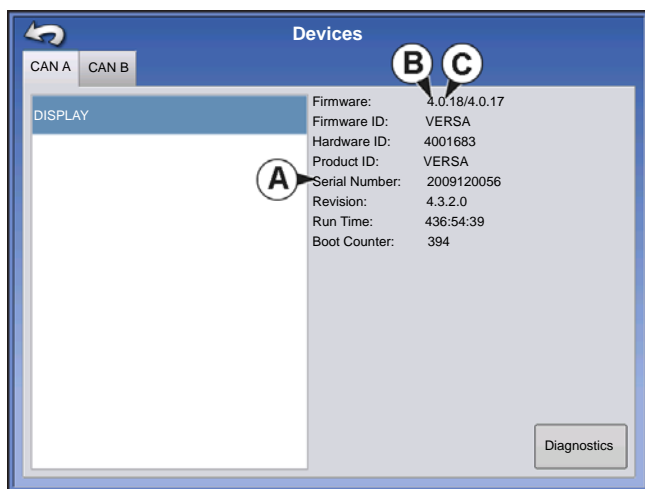 Devices
CAN A CAN B
B C
DISPLAY
Firmware: 4.0.18/4.0.17
Firmware ID: VERSA
Hardware ID: 4001683
Product ID: VERSA
A
Serial Number: 2009120056
Revision: 4.3.2.0
Run Time: 436:54:39
Boot Counter: 394
Diagnostics